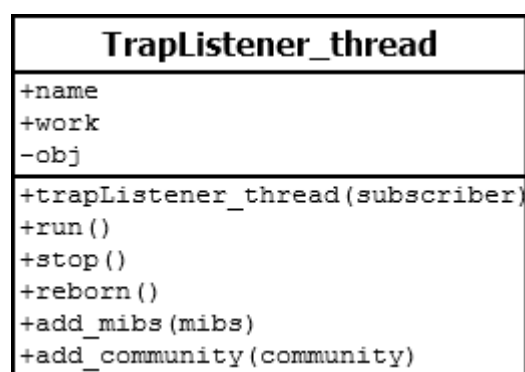 TrapListener_thread
+name
+work
-obj
+trapListener_thread(subscriber)
+run()
+stop()
+reborn()
+add_mibs(mibs)
+add_community(community)